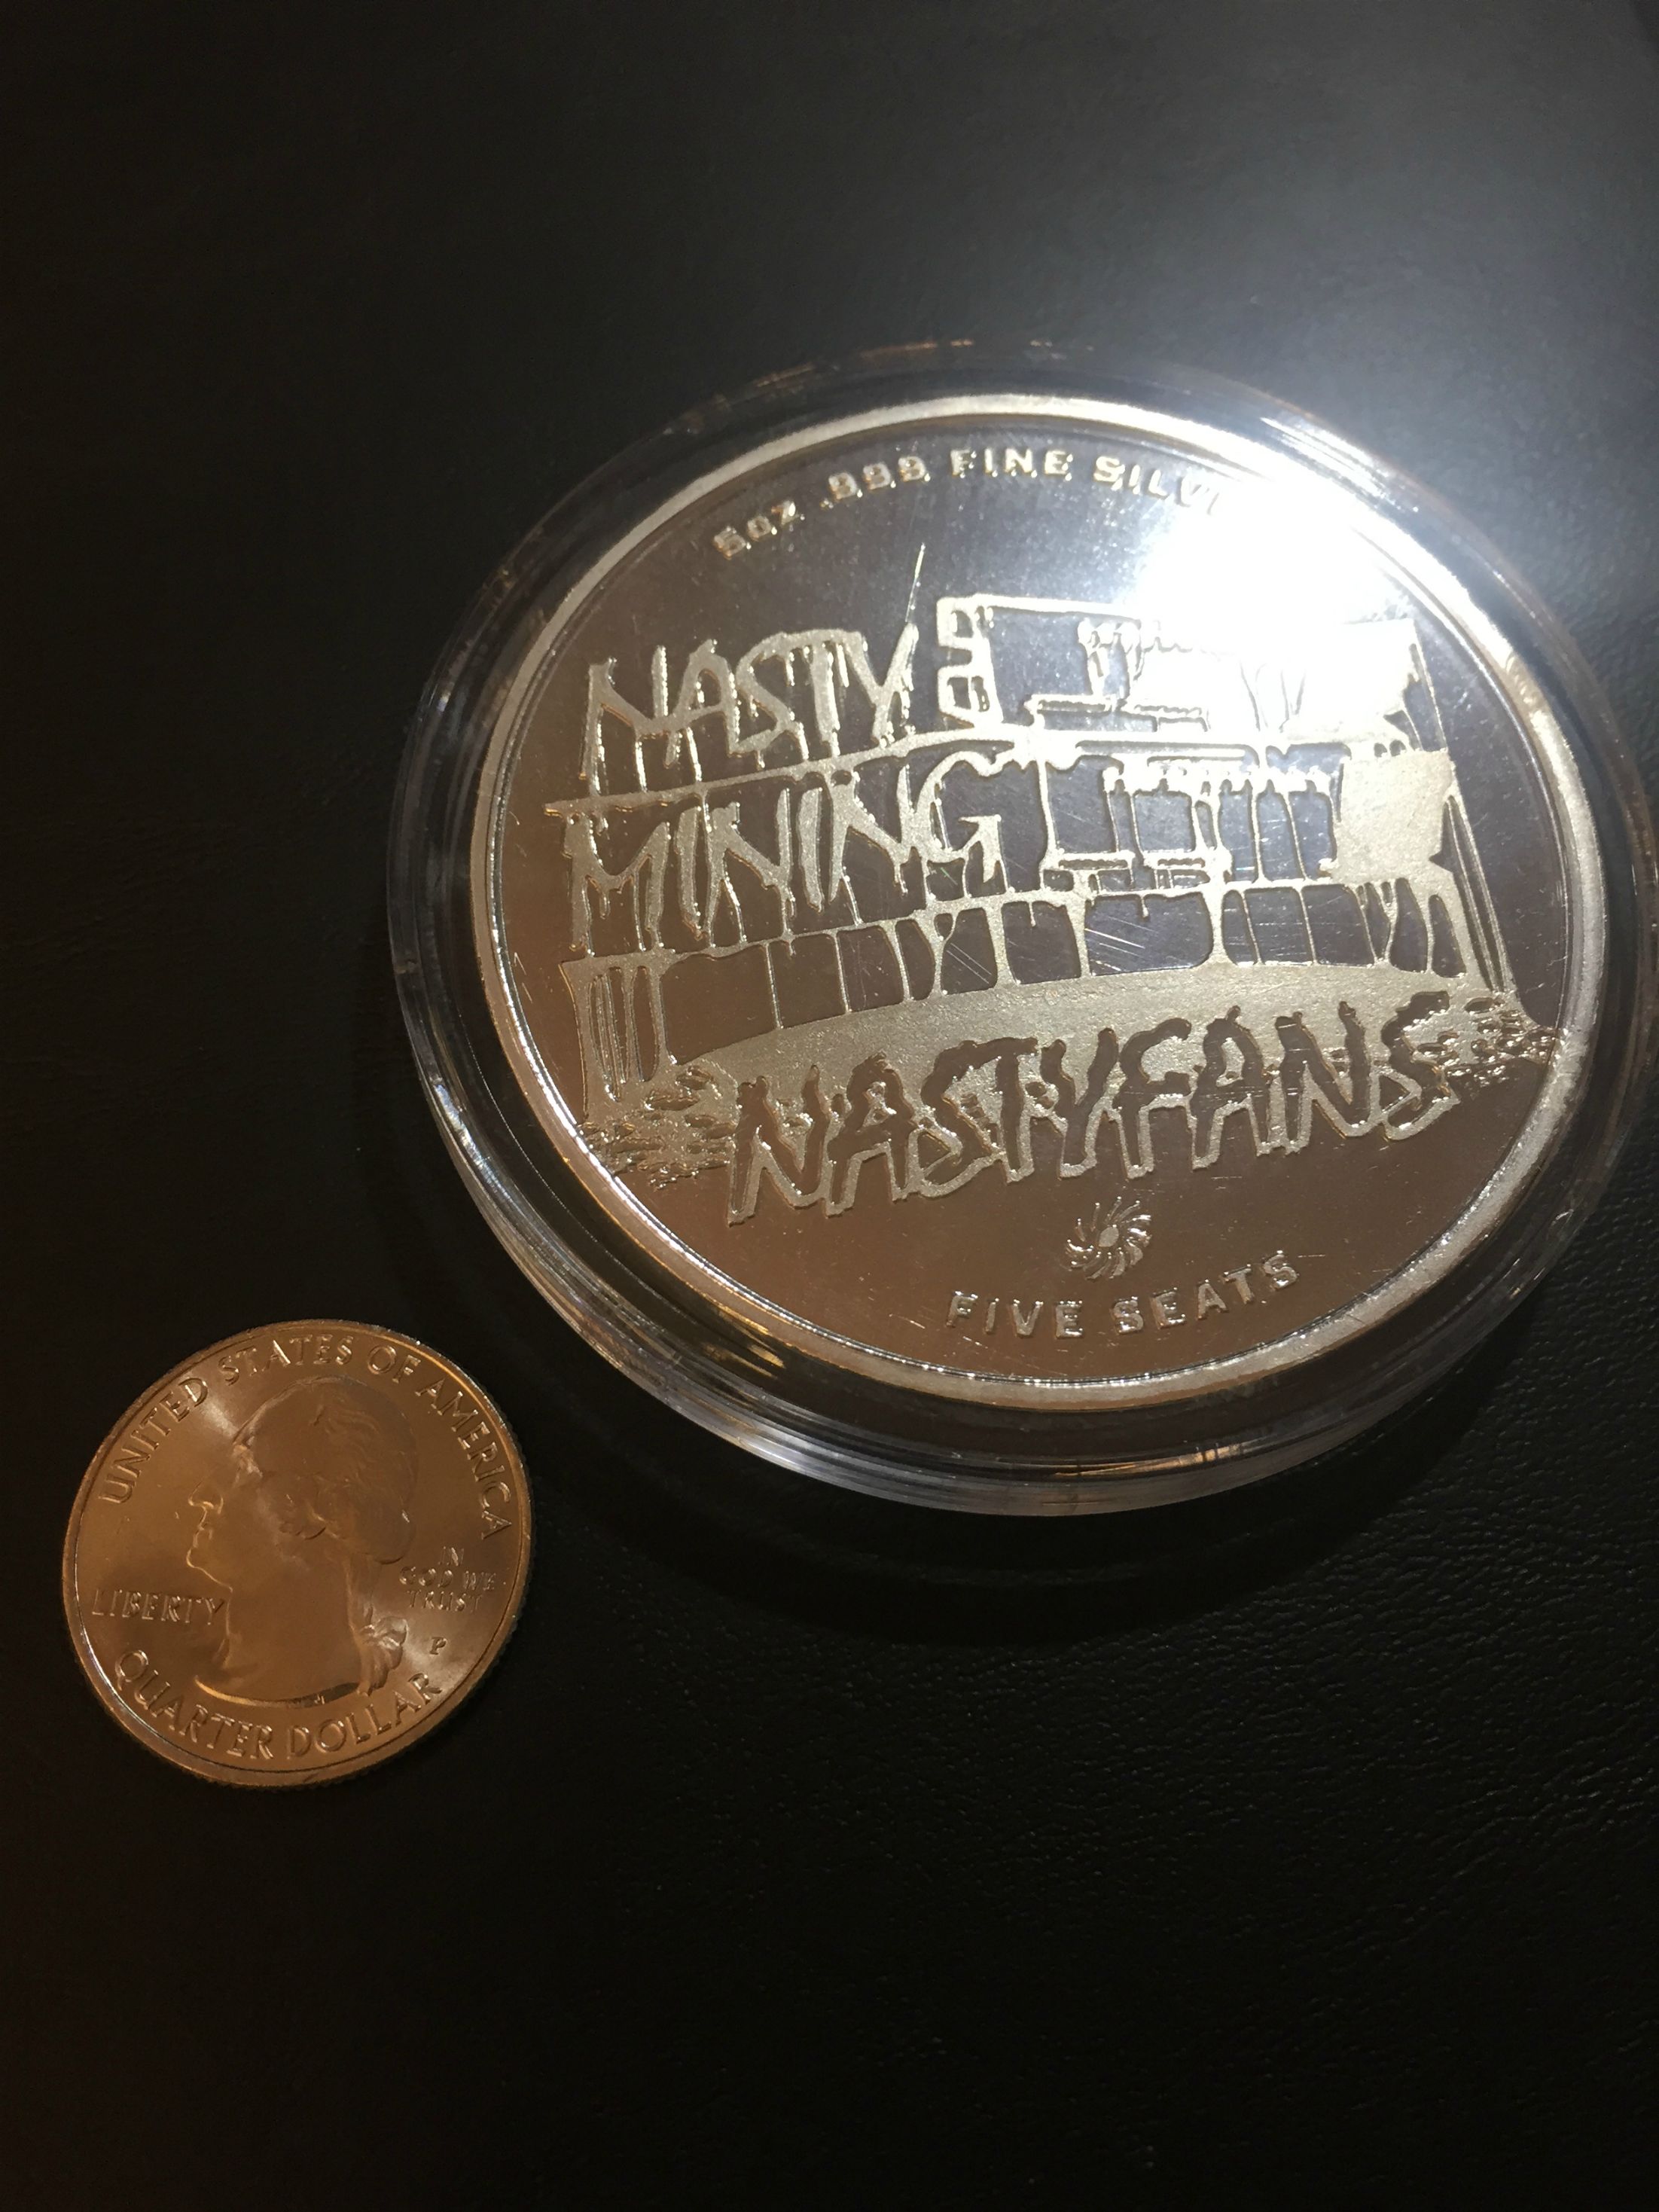 5oz .999 FINE SILV
NASTY
MINING
NASTYFANS
FIVE SEATS
UNITED STATES OF AMERICA
LIBERTY
IN
GOD WE
TRUST
P
QUARTER DOLLAR